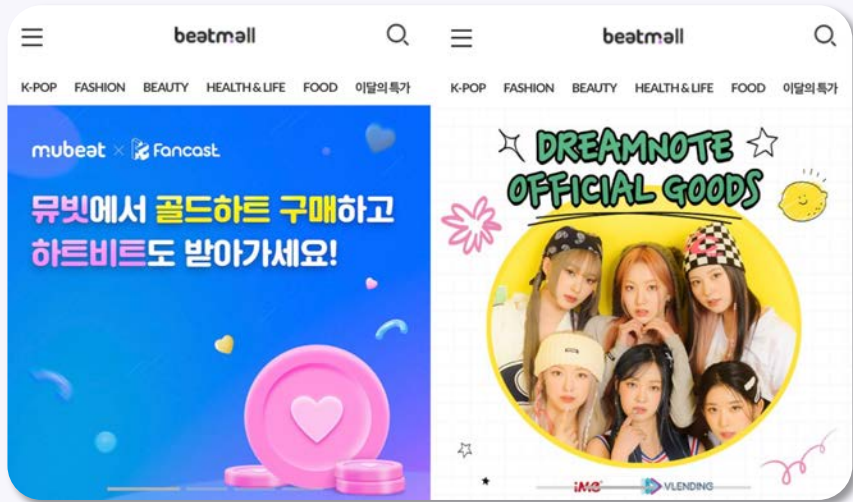 beatmall
K-POP FASHION BEAUTY HEALTH & LIFE FOOD 이달의 특가
mubeat × Fancast
뮤빗에서 골드하트 구매하고
하트비트도 받아가세요!
beatmall
K-POP FASHION BEAUTY HEALTH & LIFE FOOD 이달의 특가
DREAMNOTE
OFFICIAL GOODS
iMe VLENDING